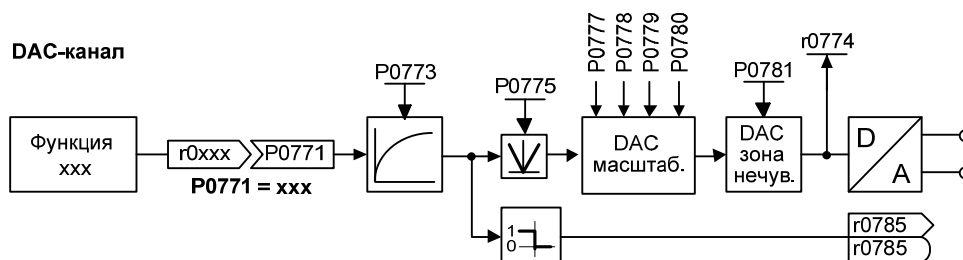 DAC-канал
P0773
P0775
P0777
P0778
P0779
P0780
P0781
r0774
Функция
xxx
r0xxx
P0771
P0771 = xxx
DAC
масштаб.
DAC
зона
нечув.
D
A
1
0
r0785
r0785